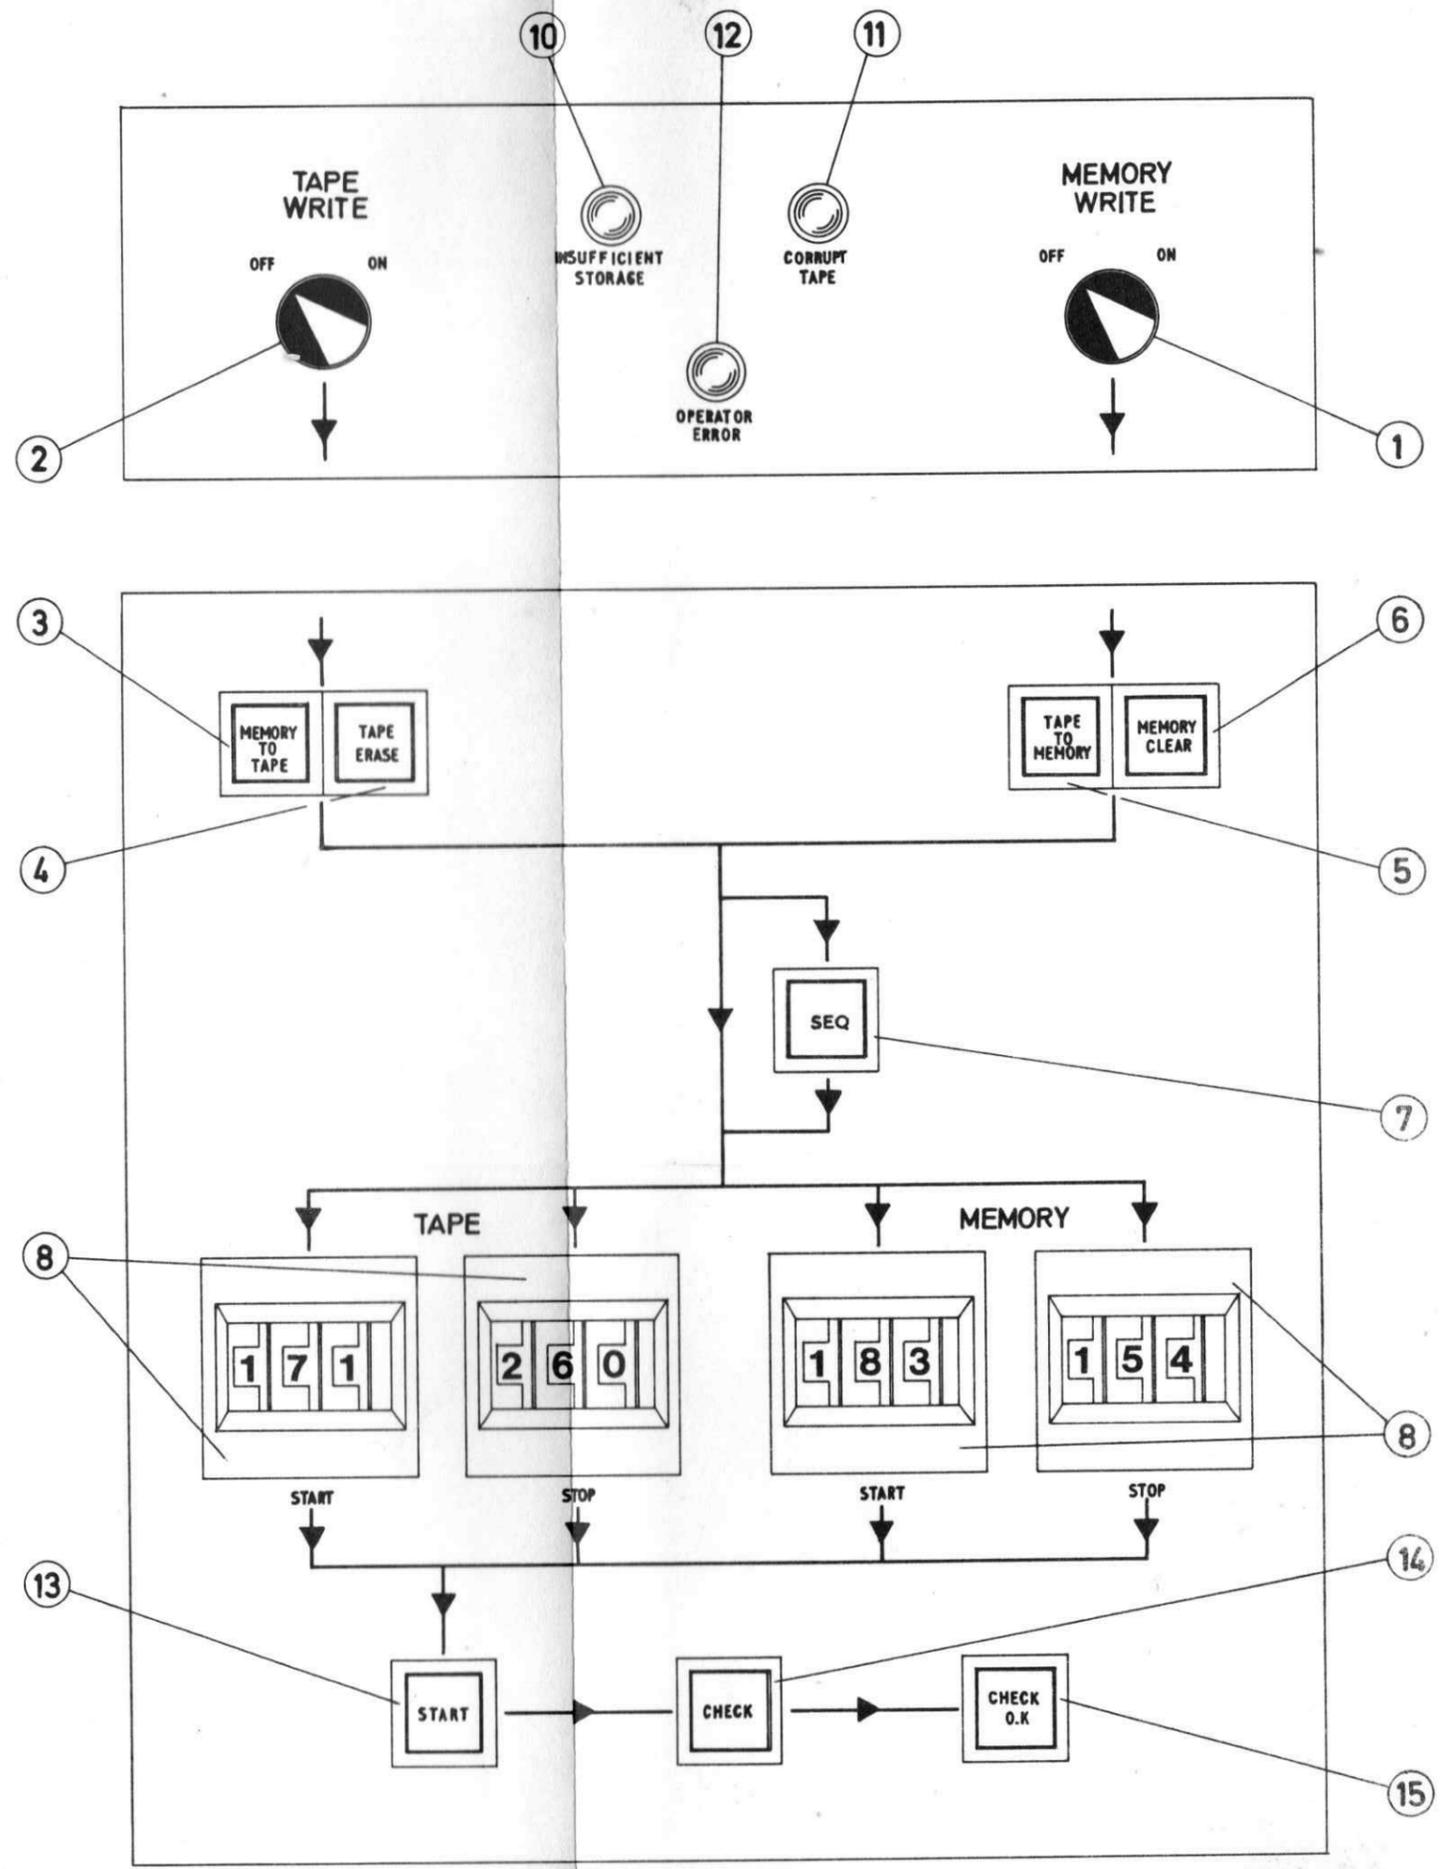 10
12
11
TAPE
WRITE
OFF
ON
INSUFFICIENT
STORAGE
CORRUPT
TAPE
MEMORY
WRITE
OFF
ON
OPERATOR
ERROR
2
1
3
6
MEMORY
TO
TAPE
TAPE
ERASE
TAPE
TO
MEMORY
MEMORY
CLEAR
4
5
SEQ
7
TAPE
MEMORY
8
1 7 1
2 6 0
1 8 3
1 5 4
8
START
STOP
START
STOP
13
14
START
CHECK
CHECK
O.K
15